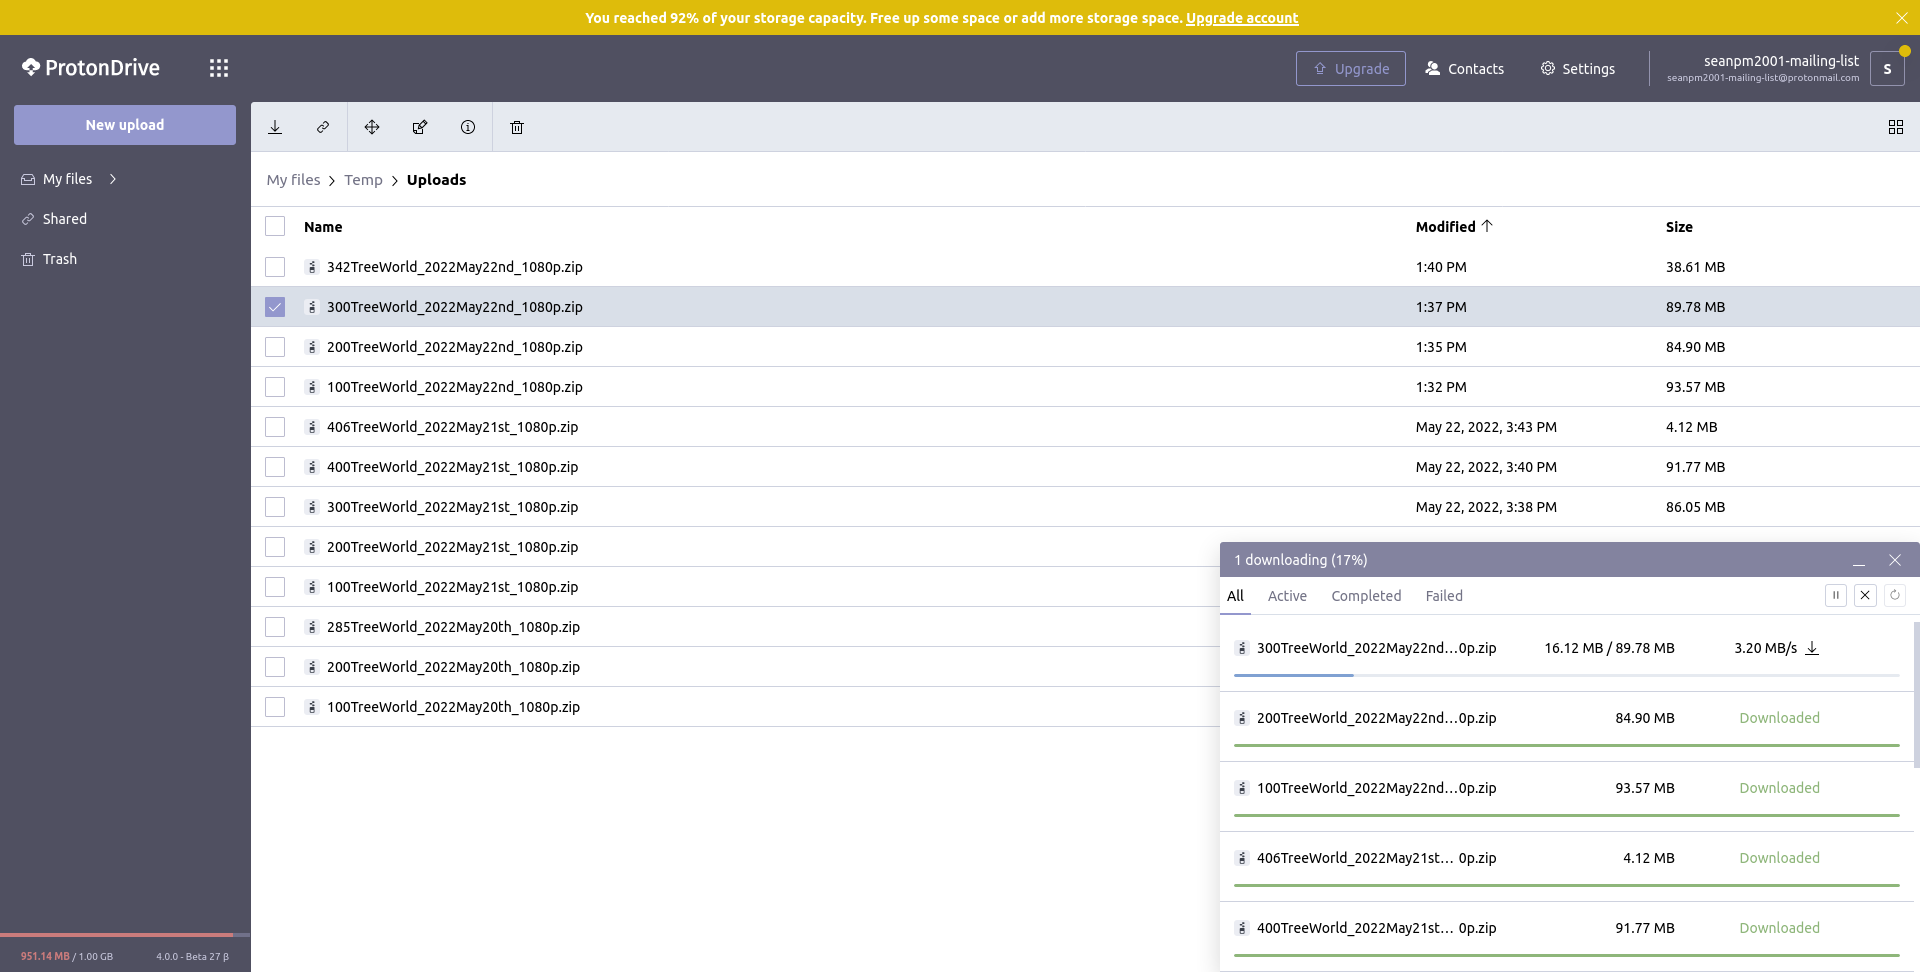 You reached 92% of your storage capacity. Free up some space or add more storage space. Upgrade account
ProtonDrive
Upgrade
Contacts
Settings
seanpm2001-mailing-list
seanpm2001-mailing-list@protonmail.com
S
New upload
My files
Shared
Trash
My files > Temp > Uploads
Name Modified Size
342TreeWorld_2022May22nd_1080p.zip 1:40 PM 38.61 MB
300TreeWorld_2022May22nd_1080p.zip 1:37 PM 89.78 MB
200TreeWorld_2022May22nd_1080p.zip 1:35 PM 84.90 MB
100TreeWorld_2022May22nd_1080p.zip 1:32 PM 93.57 MB
406TreeWorld_2022May21st_1080p.zip May 22, 2022, 3:43 PM 4.12 MB
400TreeWorld_2022May21st_1080p.zip May 22, 2022, 3:40 PM 91.77 MB
300TreeWorld_2022May21st_1080p.zip May 22, 2022, 3:38 PM 86.05 MB
200TreeWorld_2022May21st_1080p.zip
100TreeWorld_2022May21st_1080p.zip
285TreeWorld_2022May20th_1080p.zip
200TreeWorld_2022May20th_1080p.zip
100TreeWorld_2022May20th_1080p.zip
1 downloading (17%)
All Active Completed Failed
300TreeWorld_2022May22nd...0p.zip 16.12 MB / 89.78 MB 3.20 MB/s
200TreeWorld_2022May22nd...0p.zip 84.90 MB Downloaded
100TreeWorld_2022May22nd...0p.zip 93.57 MB Downloaded
406TreeWorld_2022May21st... 0p.zip 4.12 MB Downloaded
400TreeWorld_2022May21st... 0p.zip 91.77 MB Downloaded
951.14 MB / 1.00 GB 4.0.0 - Beta 27 β